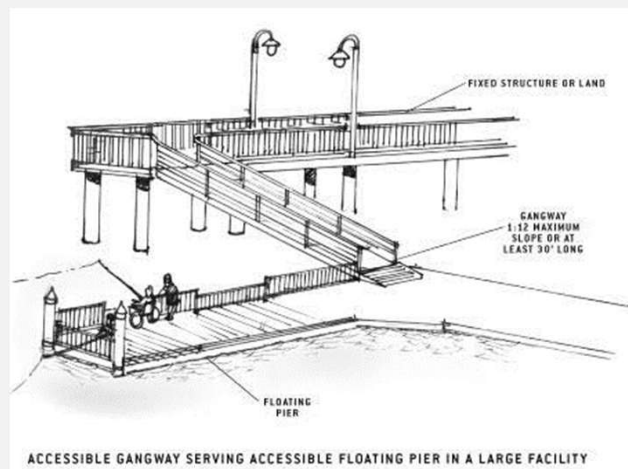 FIXED STRUCTURE OR LAND
GANGWAY
1:12 MAXIMUM
SLOPE OR AT
LEAST 30' LONG
FLOATING
PIER
ACCESSIBLE GANGWAY SERVING ACCESSIBLE FLOATING PIER IN A LARGE FACILITY